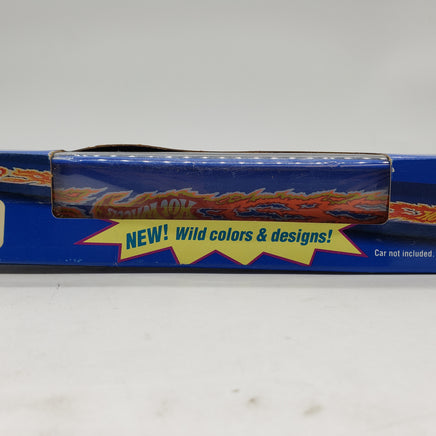 NEW! Wild colors & designs!
Car not included.